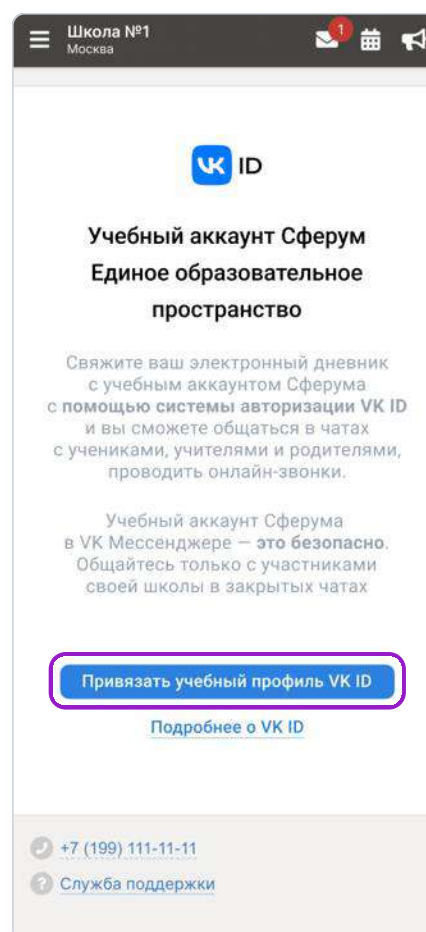 Школа №1
Москва
1
VK ID
Учебный аккаунт Сферум
Единое образовательное
пространство
Свяжите ваш электронный дневник
с учебным аккаунтом Сферума
с помощью системы авторизации VK ID
и вы сможете общаться в чатах
с учениками, учителями и родителями,
проводить онлайн-звонки.
Учебный аккаунт Сферума
в VK Мессенджере — это безопасно.
Общайтесь только с участниками
своей школы в закрытых чатах
Привязать учебный профиль VK ID
Подробнее о VK ID
+7 (199) 111-11-11
? Служба поддержки